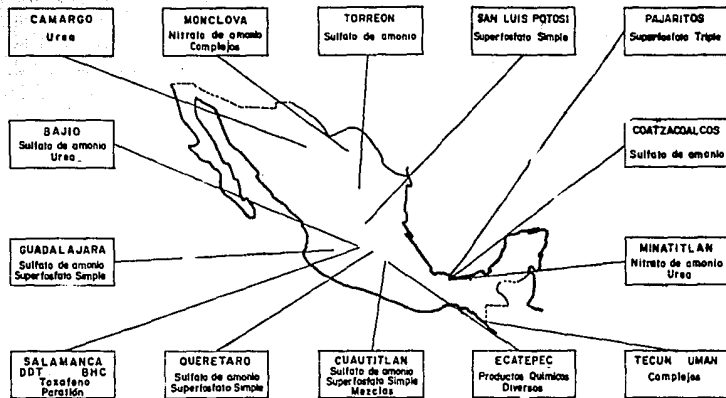 CAMARGO
Urea
MONCLOVA
Nitrato de amonio
Complejos
TORREON
Sulfato de amonio
SAN LUIS POTOSI
Superfosfato Simple
PAJARITOS
Superfosfato Triple
BAJIO
Sulfato de amonio
Urea
COATZACOALCOS
Sulfato de amonio
GUADALAJARA
Sulfato de amonio
Superfosfato Simple
MINATITLAN
Nitrato de amonio
Urea
SALAMANCA
DDT BHC
Toxafeno
Paration
QUERETARO
Sulfato de amonio
Superfosfato Simple
CUAUTITLAN
Sulfato de amonio
Superfosfato Simple
Mezclas
ECATEPEC
Productos Quimicos
Diversos
TECUN UMAN
Complejos